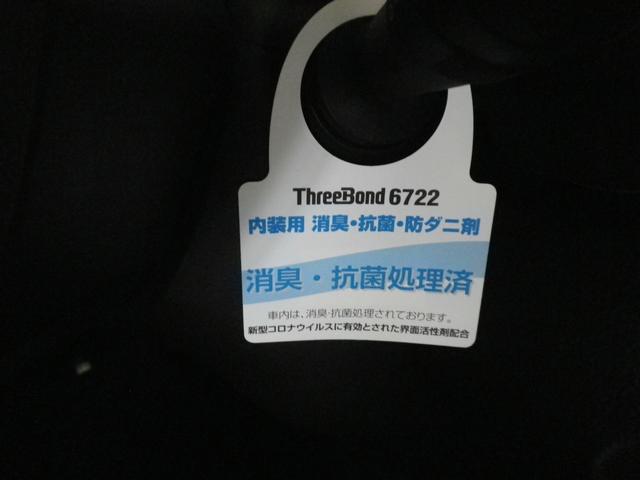 ThreeBond 6722
内装用 消臭・抗菌・防ダニ剤
消臭・抗菌処理済
車内は、消臭・抗菌処理されております。
新型コロナウイルスに有効とされた界面活性剤配合